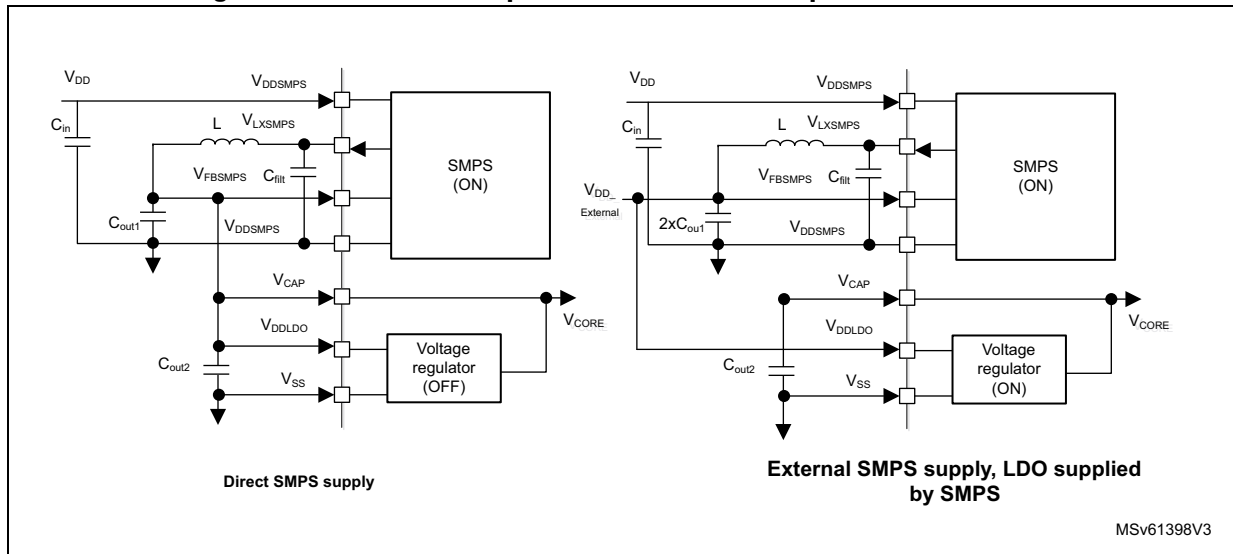 V_DD
V_DDSMPS
C_in
L
V_LXSMPS
V_FBSMPS
C_filt
SMPS
(ON)
C_out1
V_DDSMPS
V_CAP
V_CORE
V_DDLDO
C_out2
Voltage
regulator
(OFF)
V_SS
Direct SMPS supply
V_DD
V_DDSMPS
C_in
L
V_LXSMPS
V_FBSMPS
C_filt
SMPS
(ON)
V_DD_
External
2xC_ou1
V_DDSMPS
V_CAP
V_CORE
V_DDLDO
C_out2
Voltage
regulator
(ON)
V_SS
External SMPS supply, LDO supplied
by SMPS
MSv61398V3